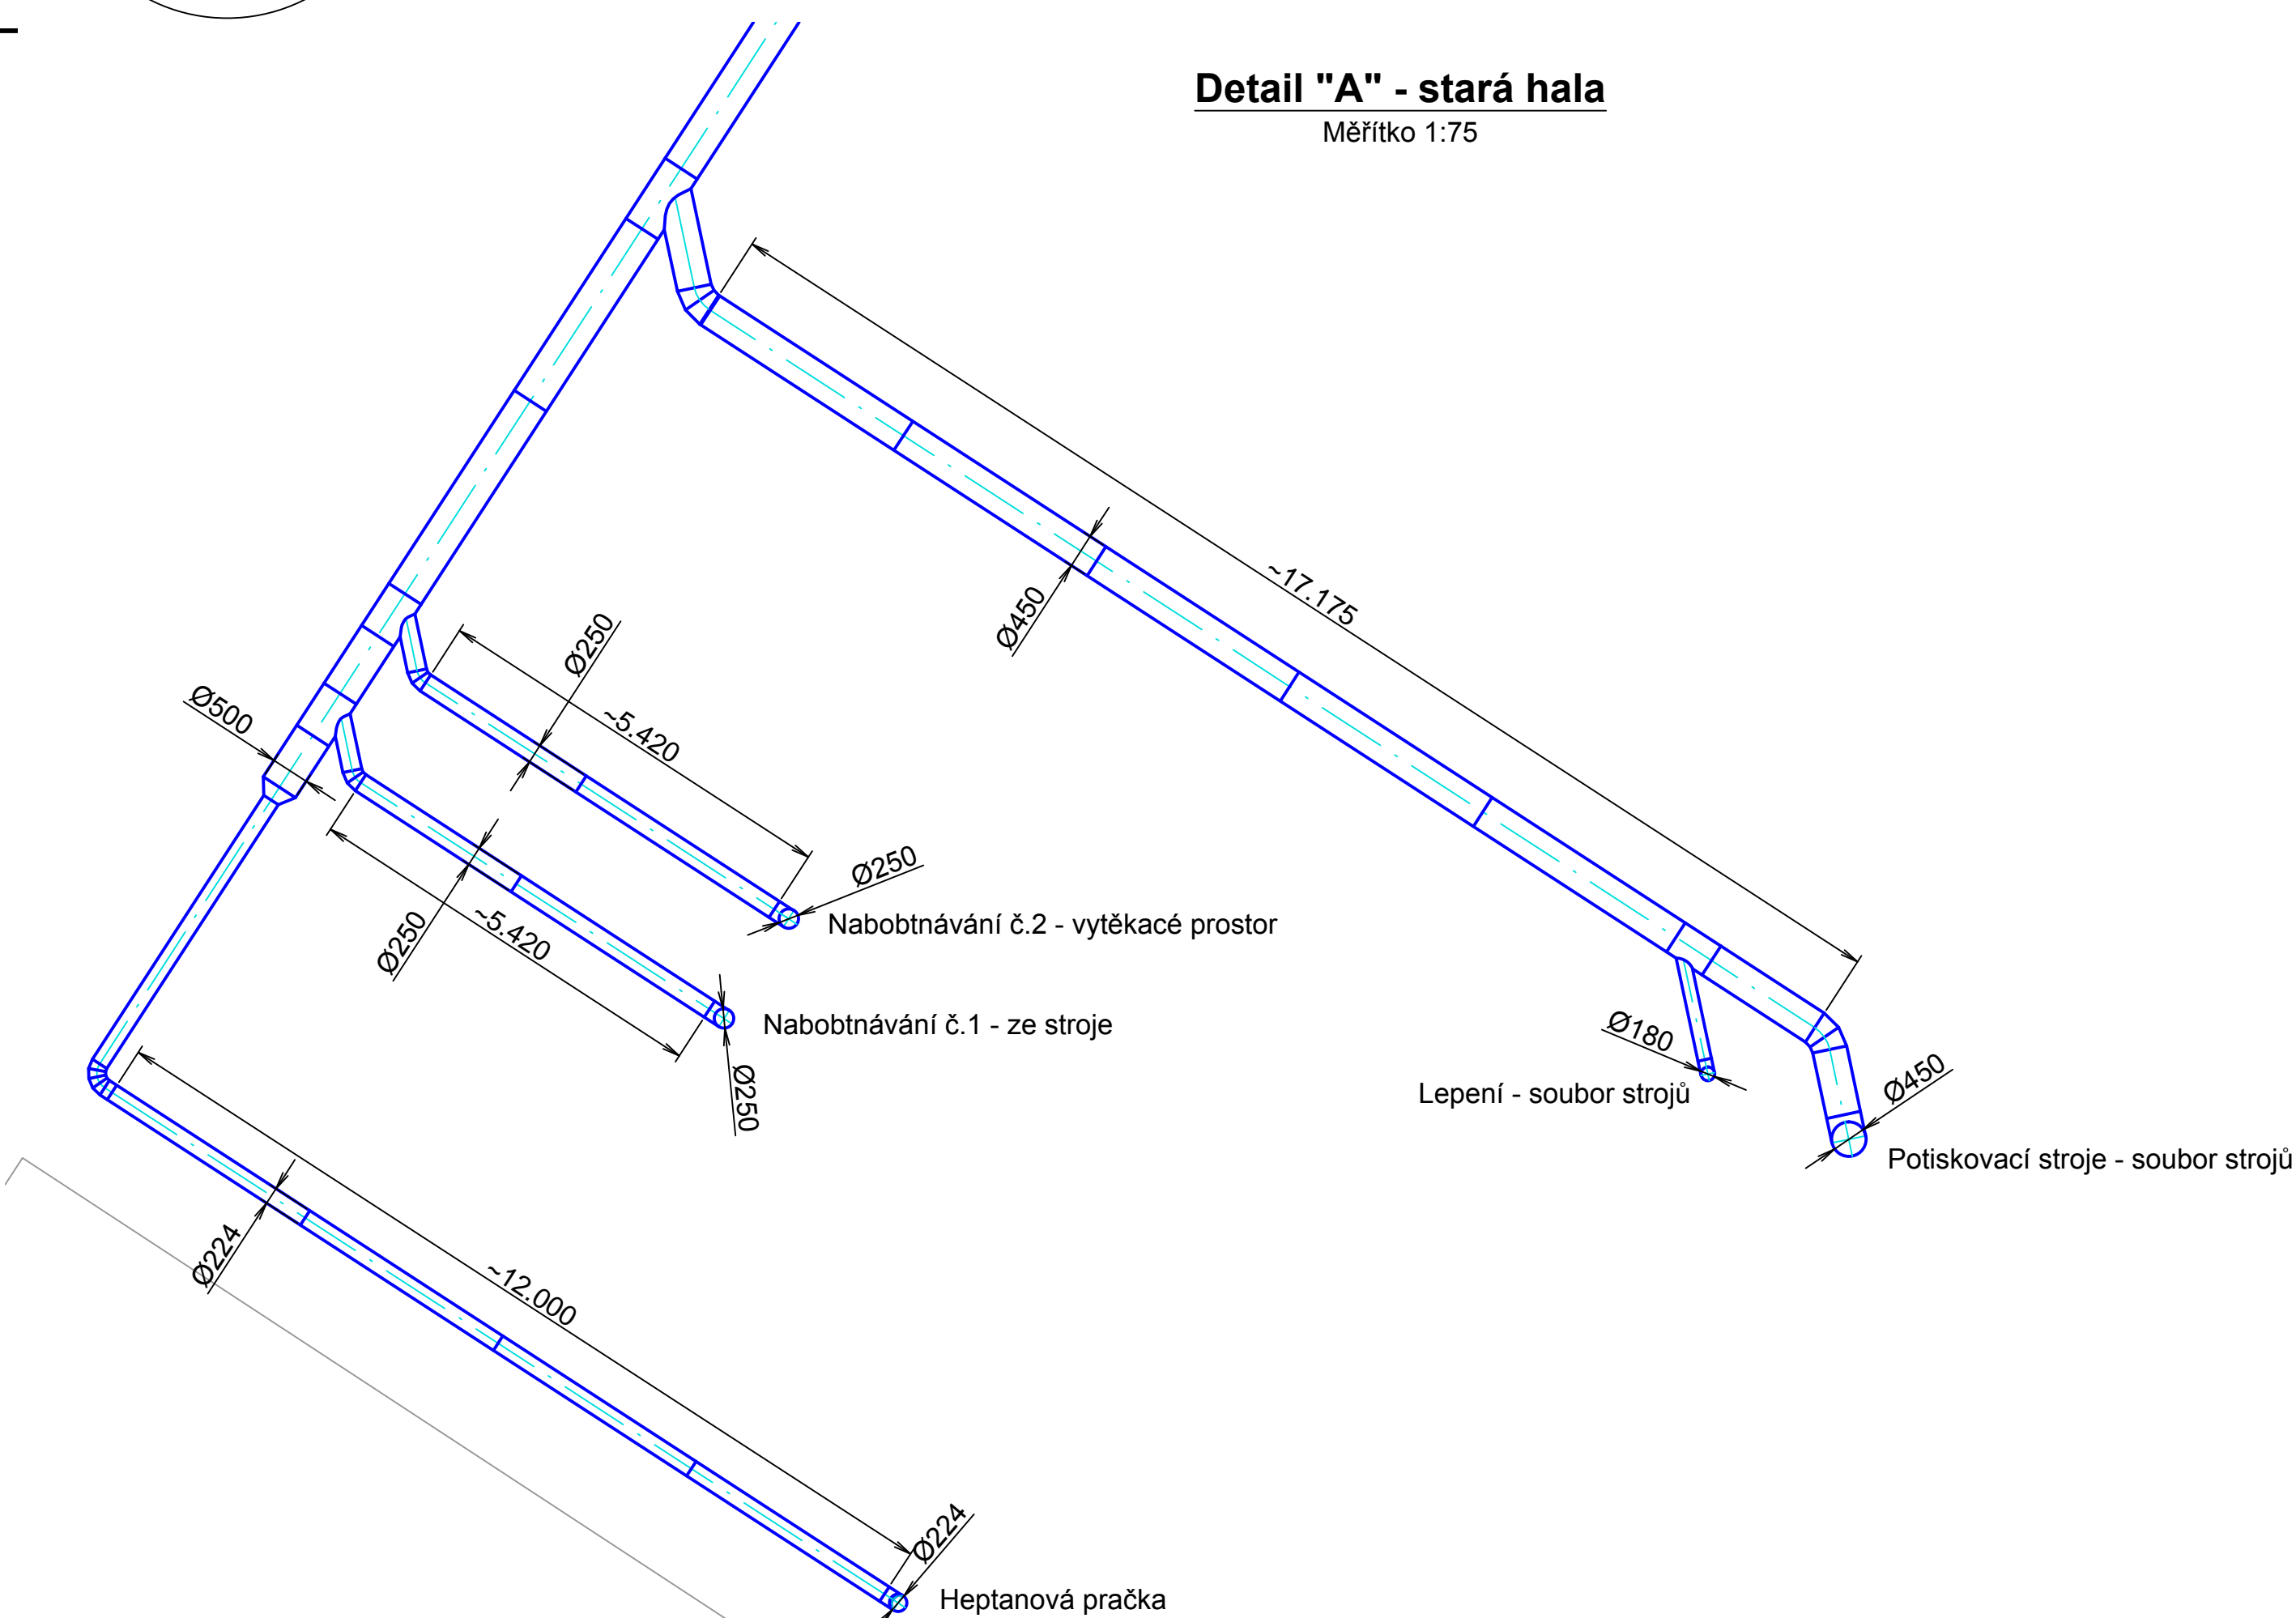 Detail "A" - stará hala
Měřítko 1:75
~17.175
Ø450
Ø250
~5.420
Ø500
Ø250
Nabobtnávání č.2 - vytěkacé prostor
Ø250
~5.420
Nabobtnávání č.1 - ze stroje
Ø250
Ø180
Lepení - soubor strojů
Ø450
Potiskovací stroje - soubor strojů
Ø224
~12.000
Ø224
Heptanová pračka